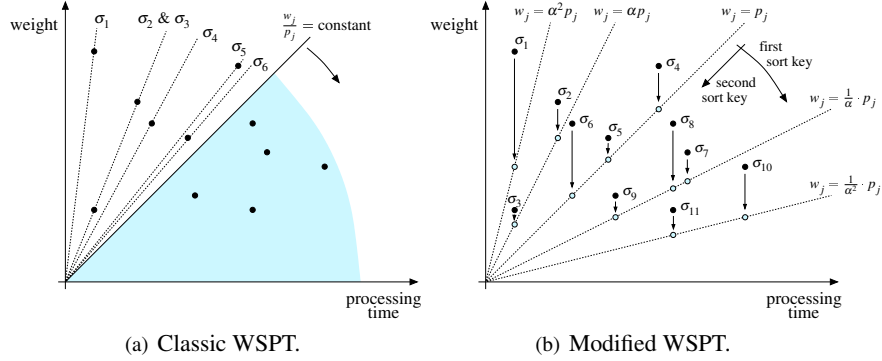 weight
σ₁
σ₂ & σ₃
σ₄
σ₅
σ₆
wⱼ/pⱼ = constant
processing
time
(a) Classic WSPT.
weight
wⱼ = α²pⱼ
wⱼ = αpⱼ
wⱼ = pⱼ
first
sort key
second
sort key
wⱼ = 1/α · pⱼ
wⱼ = 1/α² · pⱼ
σ₁
σ₂
σ₃
σ₄
σ₅
σ₆
σ₇
σ₈
σ₉
σ₁₀
σ₁₁
processing
time
(b) Modified WSPT.